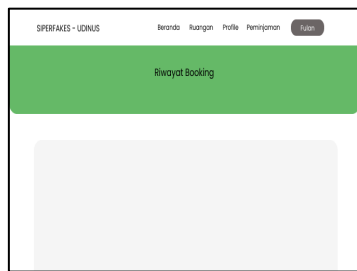 SIPERFAKES - UDINUS Beranda Ruangan Profile Peminjaman Fulan
Riwayat Booking